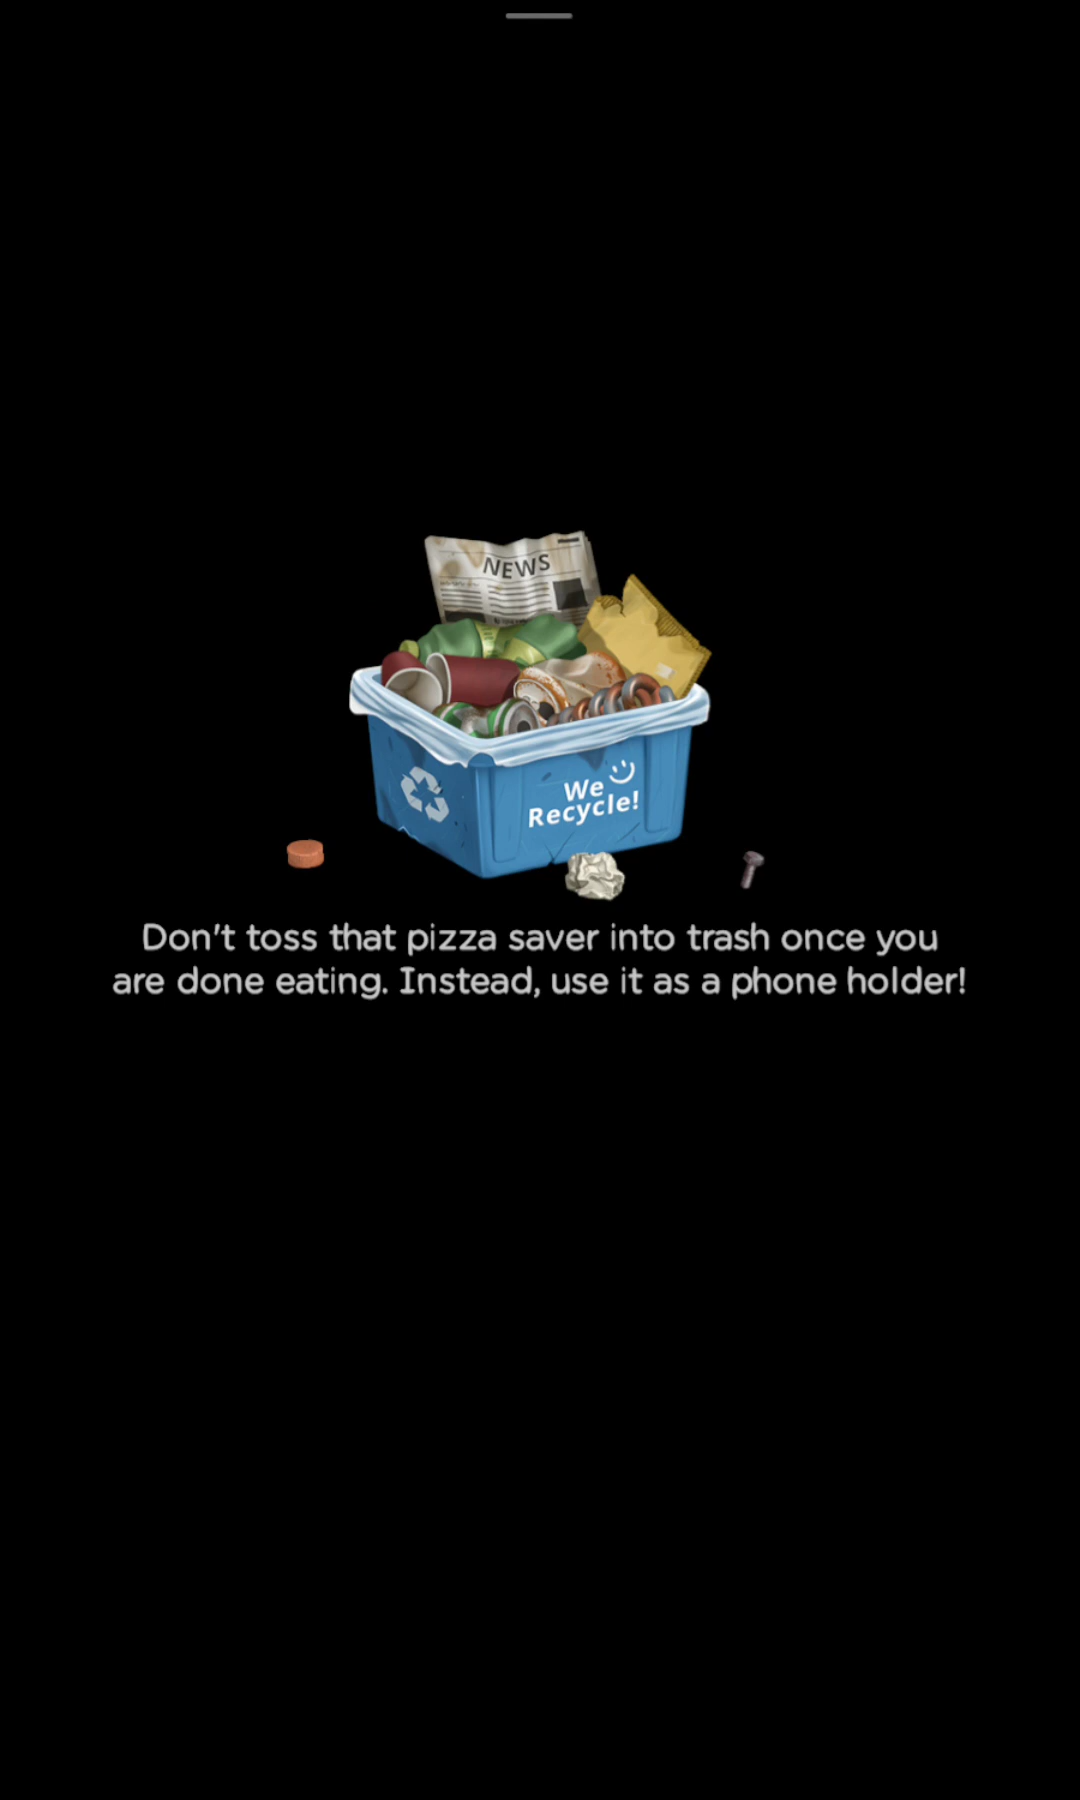 NEWS
We
Recycle!
Don't toss that pizza saver into trash once you
are done eating. Instead, use it as a phone holder!